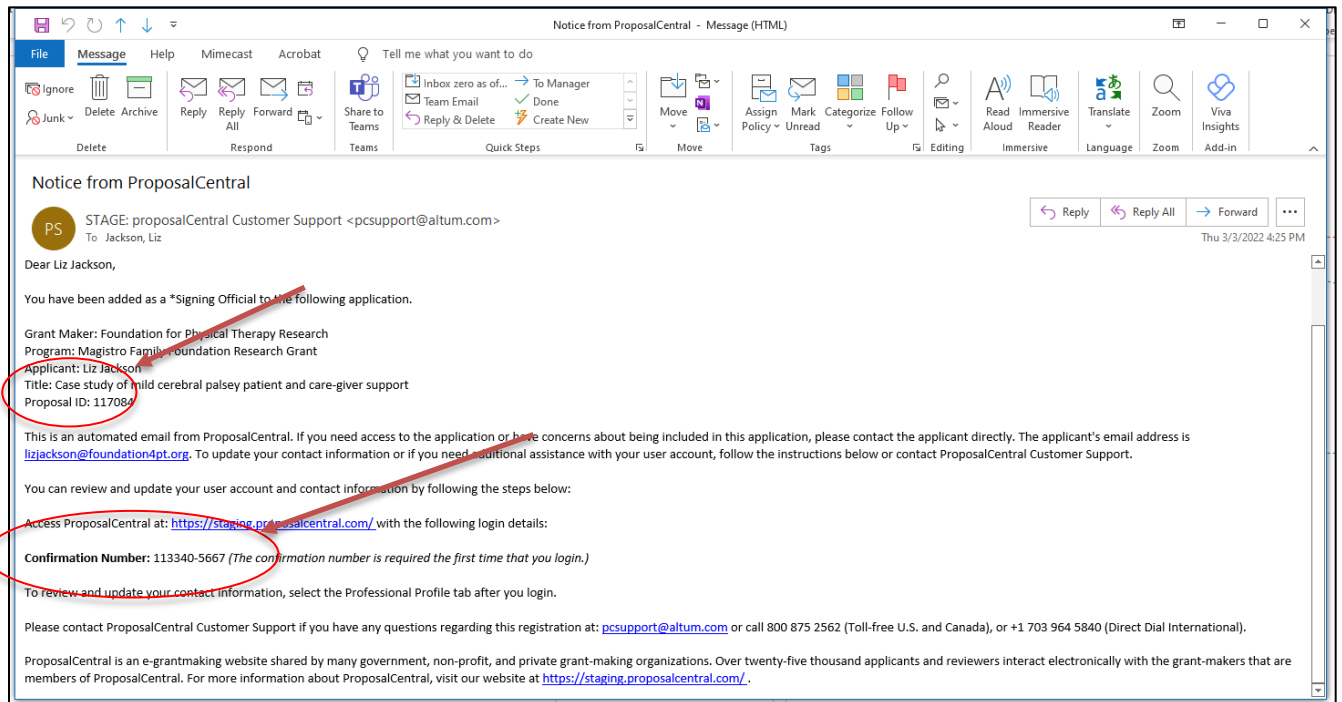 Notice from ProposalCentral - Message (HTML)
File Message Help Mimecast Acrobat Tell me what you want to do
Ignore
Junk
Delete
Archive
Delete
Reply
Reply All
Forward
Respond
Share to Teams
Teams
Inbox zero as of... To Manager
Team Email Done
Reply & Delete Create New
Quick Steps
Move
Move
Assign Policy
Mark Unread
Categorize
Follow Up
Tags
Editing
Read Aloud
Immersive Reader
Immersive
Translate
Language
Zoom
Zoom
Viva Insights
Add-in
Notice from ProposalCentral
PS
STAGE: proposalCentral Customer Support <pcsupport@altum.com>
To Jackson, Liz
Reply Reply All Forward
Thu 3/3/2022 4:25 PM
Dear Liz Jackson,
You have been added as a *Signing Official to the following application.
Grant Maker: Foundation for Physical Therapy Research
Program: Magistro Family Foundation Research Grant
Applicant: Liz Jackson
Title: Case study of mild cerebral palsey patient and care-giver support
Proposal ID: 117084
This is an automated email from ProposalCentral. If you need access to the application or have concerns about being included in this application, please contact the applicant directly. The applicant's email address is
lizjackson@foundation4pt.org. To update your contact information or if you need additional assistance with your user account, follow the instructions below or contact ProposalCentral Customer Support.
You can review and update your user account and contact information by following the steps below:
Access ProposalCentral at: https://staging.proposalcentral.com/ with the following login details:
Confirmation Number: 113340-5667 (The confirmation number is required the first time that you login.)
To review and update your contact information, select the Professional Profile tab after you login.
Please contact ProposalCentral Customer Support if you have any questions regarding this registration at: pcsupport@altum.com or call 800 875 2562 (Toll-free U.S. and Canada), or +1 703 964 5840 (Direct Dial International).
ProposalCentral is an e-grantmaking website shared by many government, non-profit, and private grant-making organizations. Over twenty-five thousand applicants and reviewers interact electronically with the grant-makers that are
members of ProposalCentral. For more information about ProposalCentral, visit our website at https://staging.proposalcentral.com/ .